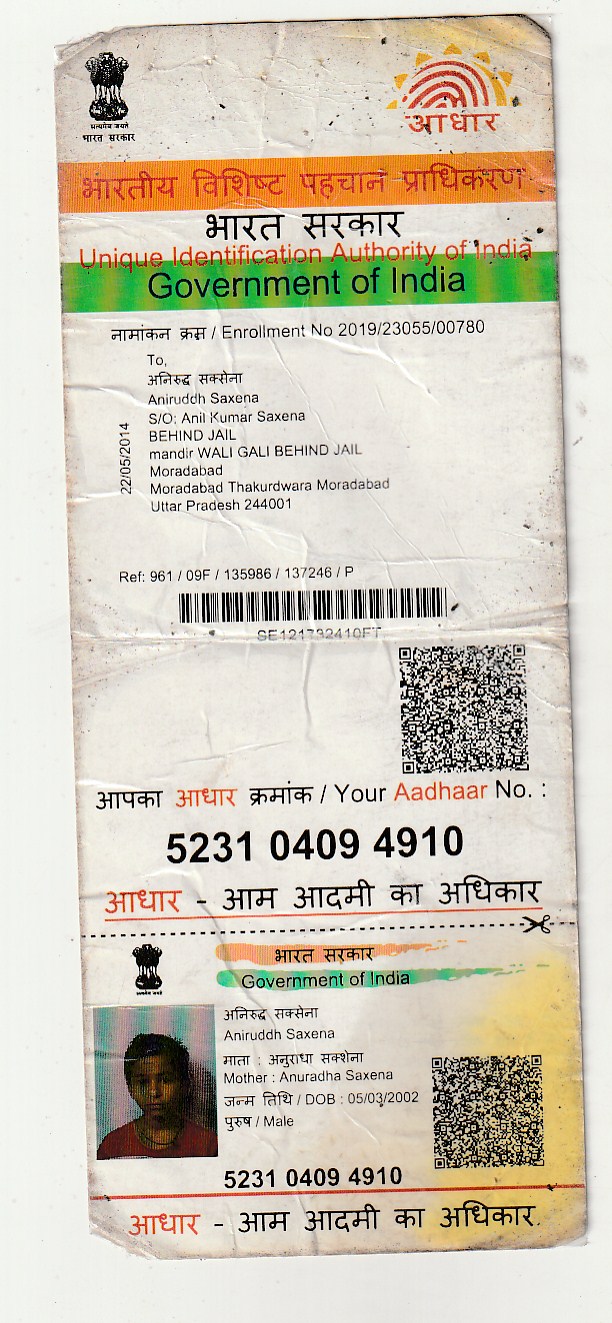 सत्यमेव जयते
भारत सरकार
आधार
भारतीय विशिष्ट पहचान प्राधिकरण
भारत सरकार
Unique Identification Authority of India
Government of India
नामांकन क्रम / Enrollment No 2019/23055/00780
To,
अनिरुद्ध सक्सेना
Aniruddh Saxena
S/O: Anil Kumar Saxena
BEHIND JAIL
mandir WALI GALI BEHIND JAIL
Moradabad
Moradabad Thakurdwara Moradabad
Uttar Pradesh 244001
22/05/2014
Ref: 961 / 09F / 135986 / 137246 / P
आपका आधार क्रमांक / Your Aadhaar No. :
5231 0409 4910
आधार - आम आदमी का अधिकार
भारत सरकार
Government of India
अनिरुद्ध सक्सेना
Aniruddh Saxena
माता : अनुराधा सक्शेना
Mother : Anuradha Saxena
जन्म तिथि / DOB : 05/03/2002
पुरुष / Male
5231 0409 4910
आधार - आम आदमी का अधिकार